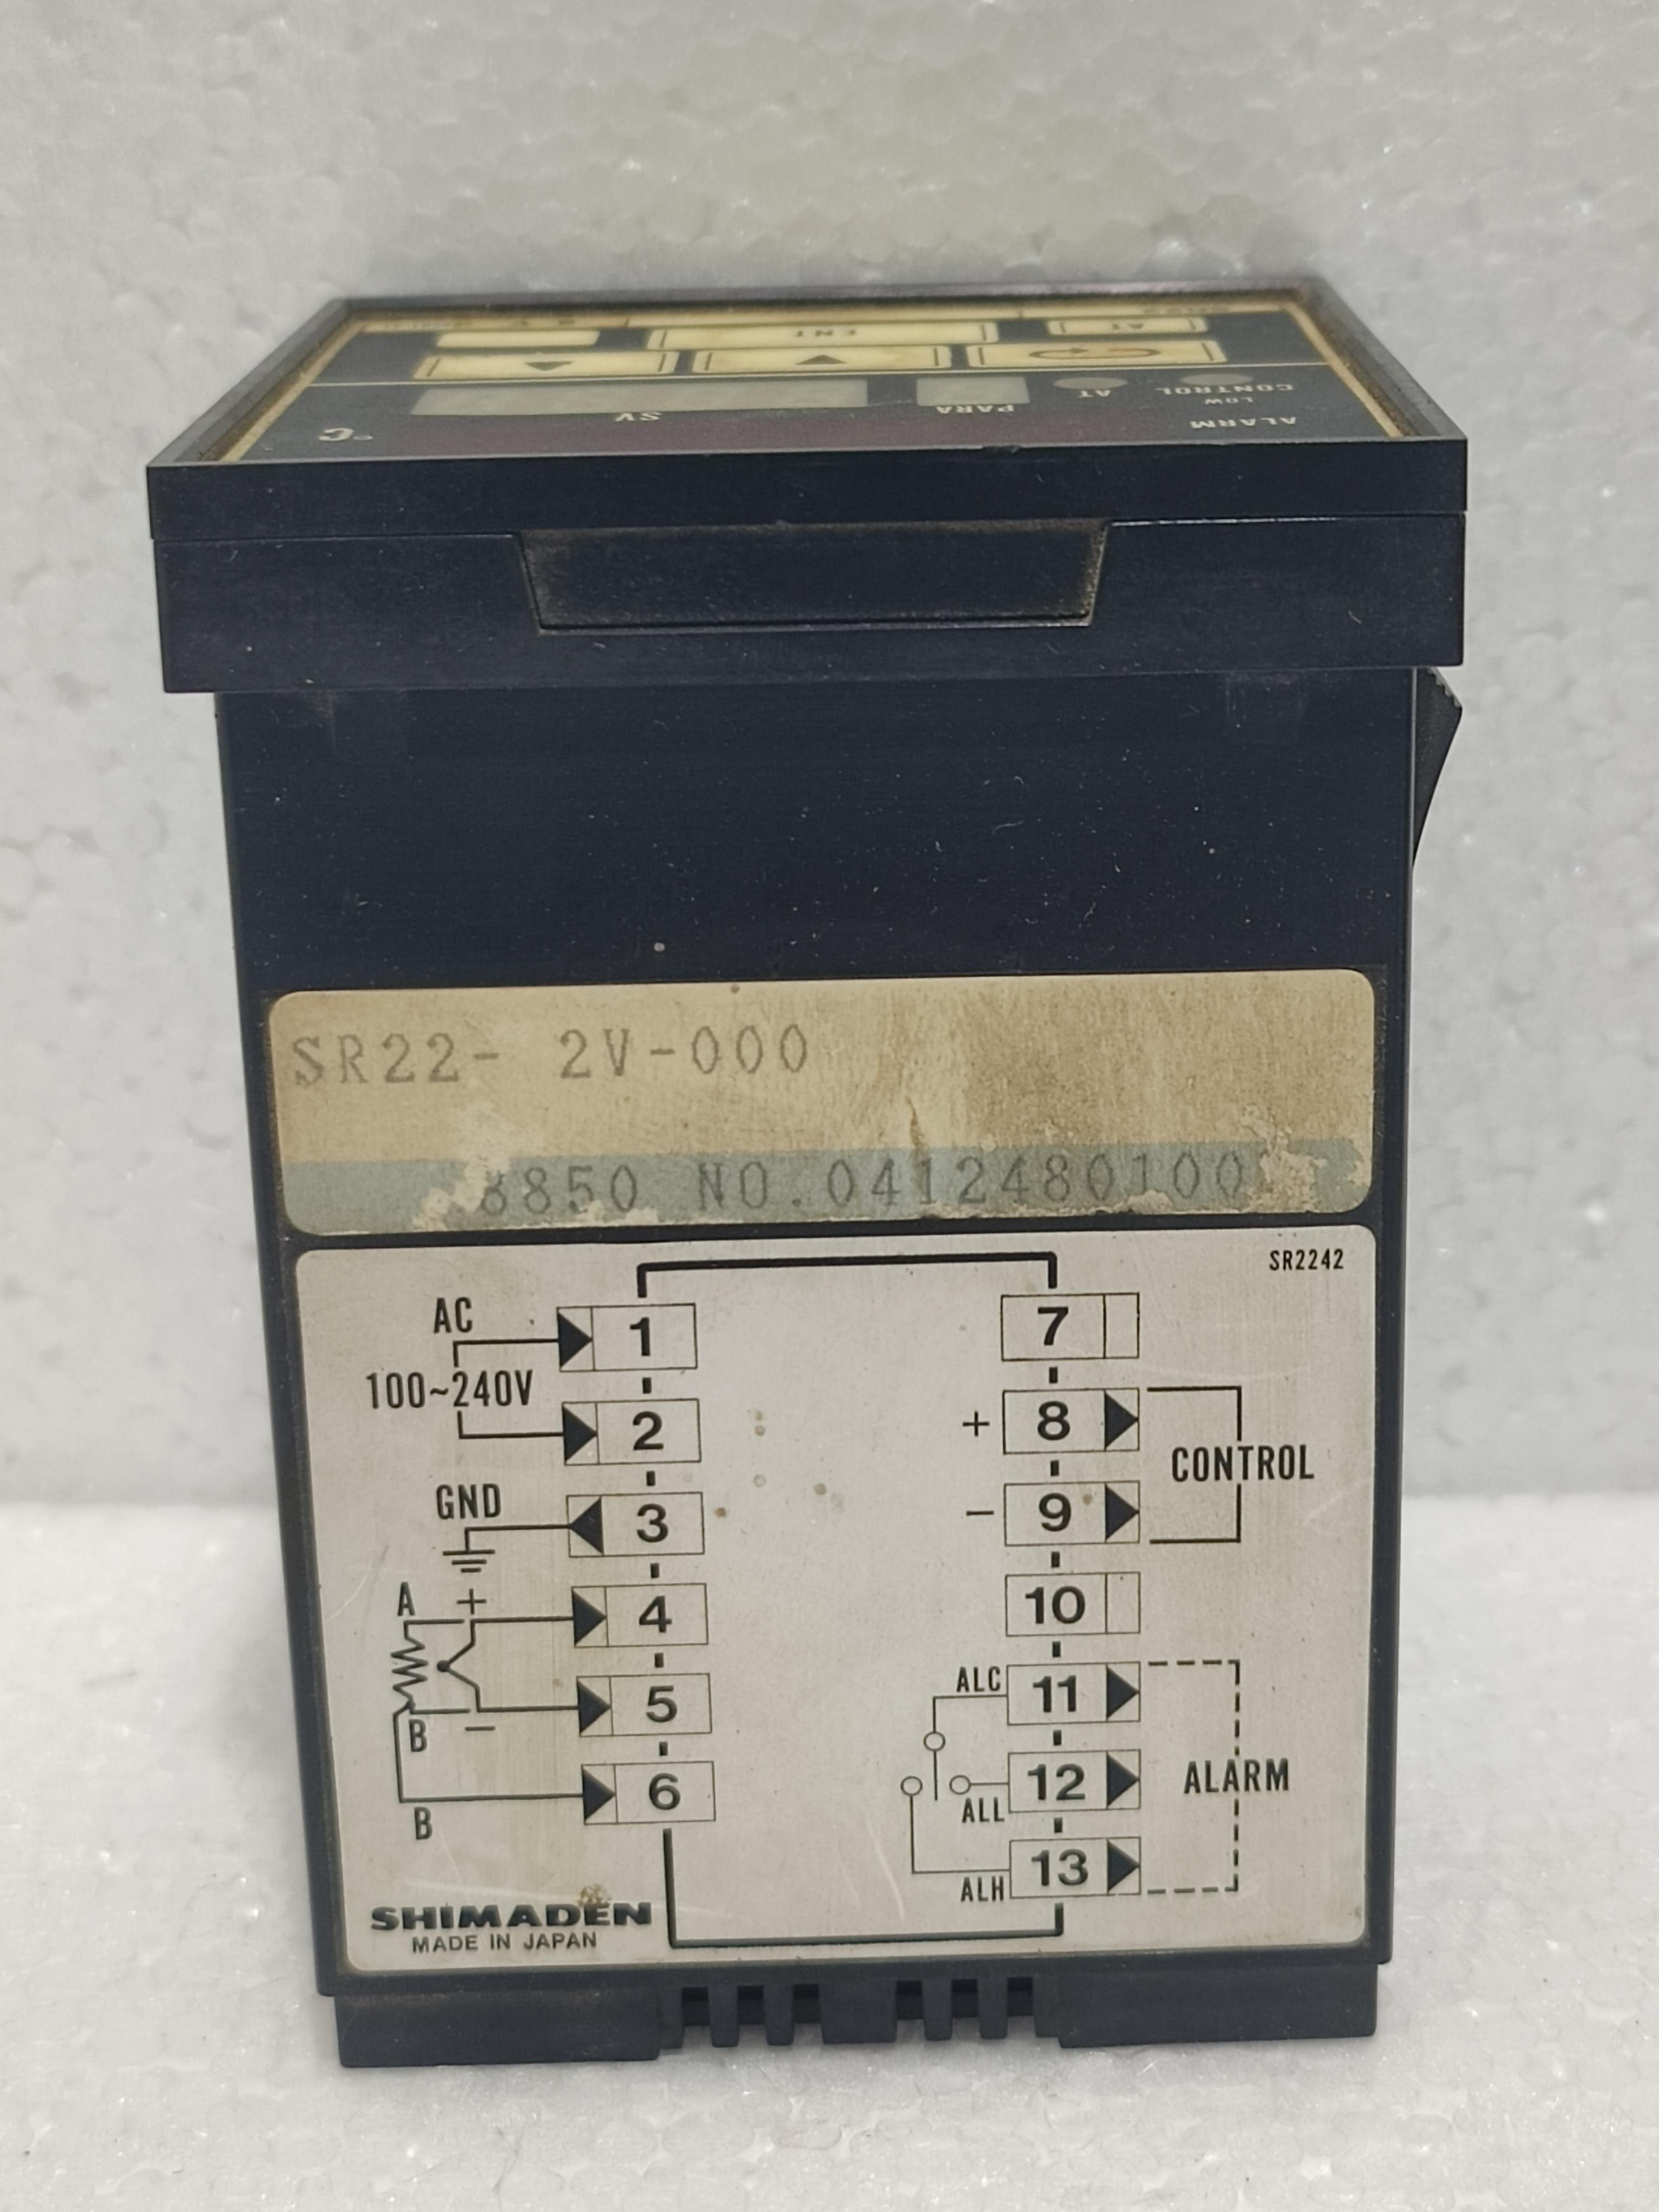 ENT
AT
SV
PARA
AT
CONTROL
LOW
ALARM
°C
SR22- 2V-000
8850 NO.0412480100
SR2242
AC
100~240V
GND
A
+
B
−
B
1
2
3
4
5
6
7
+ 8
− 9
CONTROL
10
ALC 11
12
ALL
ALARM
13
ALH
SHIMADEN
MADE IN JAPAN